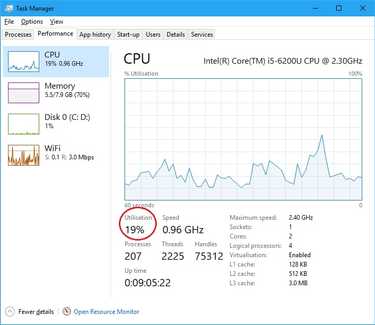 Task Manager
File Options View
Processes Performance App history Start-up Users Details Services
CPU
19% 0.96 GHz
Memory
5.5/7.9 GB (70%)
Disk 0 (C: D:)
1%
WiFi
S: 0.1 R: 3.0 Mbps
CPU Intel(R) Core(TM) i5-6200U CPU @ 2.30GHz
% Utilisation 100%
60 seconds 0
Utilisation Speed
19% 0.96 GHz
Processes Threads Handles
207 2225 75312
Up time
0:09:05:22
Maximum speed: 2.40 GHz
Sockets: 1
Cores: 2
Logical processors: 4
Virtualisation: Enabled
L1 cache: 128 KB
L2 cache: 512 KB
L3 cache: 3.0 MB
Fewer details Open Resource Monitor